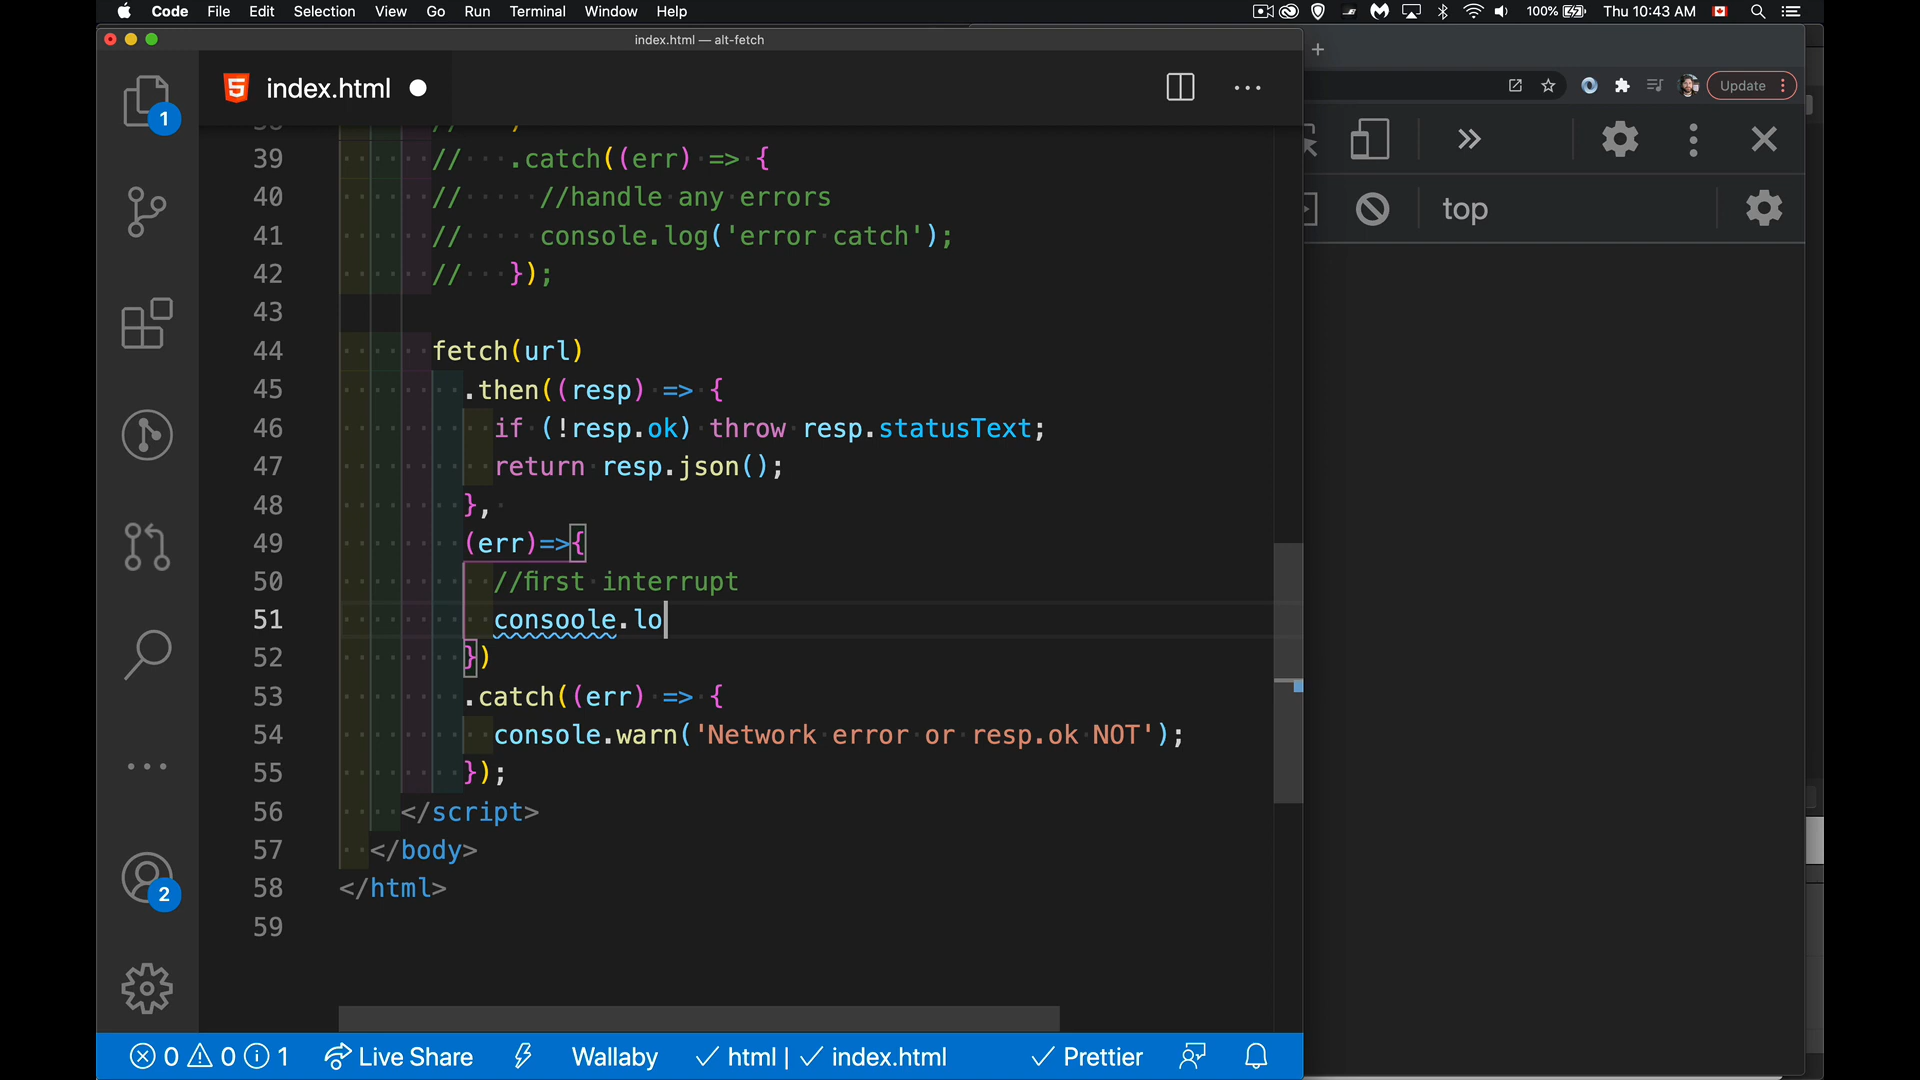 Code File Edit Selection View Go Run Terminal Window Help 100% Thu 10:43 AM
index.html — alt-fetch
index.html
Update
1
top
39 // .catch((err) => {
40 // //handle any errors
41 // console.log('error catch');
42 // });
43
44 fetch(url)
45 .then((resp) => {
46 if (!resp.ok) throw resp.statusText;
47 return resp.json();
48 },
49 (err)=>{
50 //first interrupt
51 consoole.lo
52 })
53 .catch((err) => {
54 console.warn('Network error or resp.ok NOT');
55 });
56 </script>
57 </body>
58 </html>
59
2
0 0 1 Live Share Wallaby html | index.html Prettier